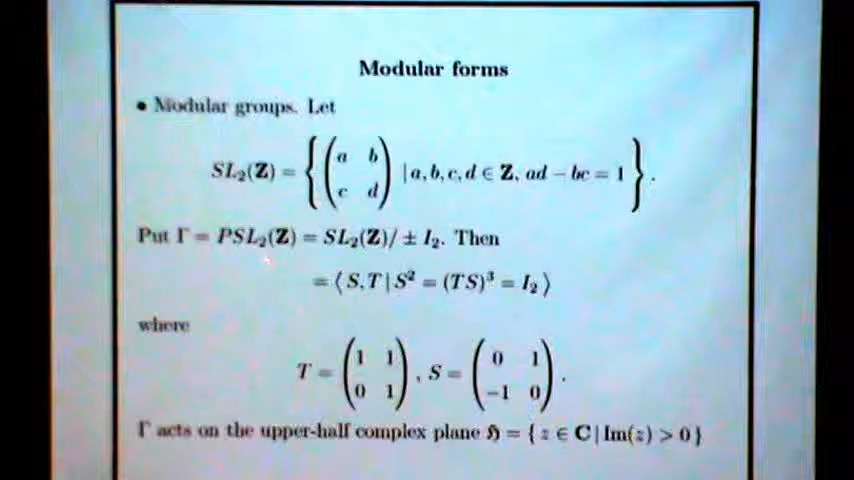 Modular forms
• Modular groups. Let
SL₂(Z) = { ( a b ; c d ) | a, b, c, d ∈ Z, ad − bc = 1 } .
Put Γ = PSL₂(Z) = SL₂(Z)/ ± I₂. Then
= ⟨ S, T | S² = (TS)³ = I₂ ⟩
where
T = ( 1 1 ; 0 1 ) , S = ( 0 1 ; −1 0 ) .
Γ acts on the upper-half complex plane ℌ = { z ∈ C | Im(z) > 0 }